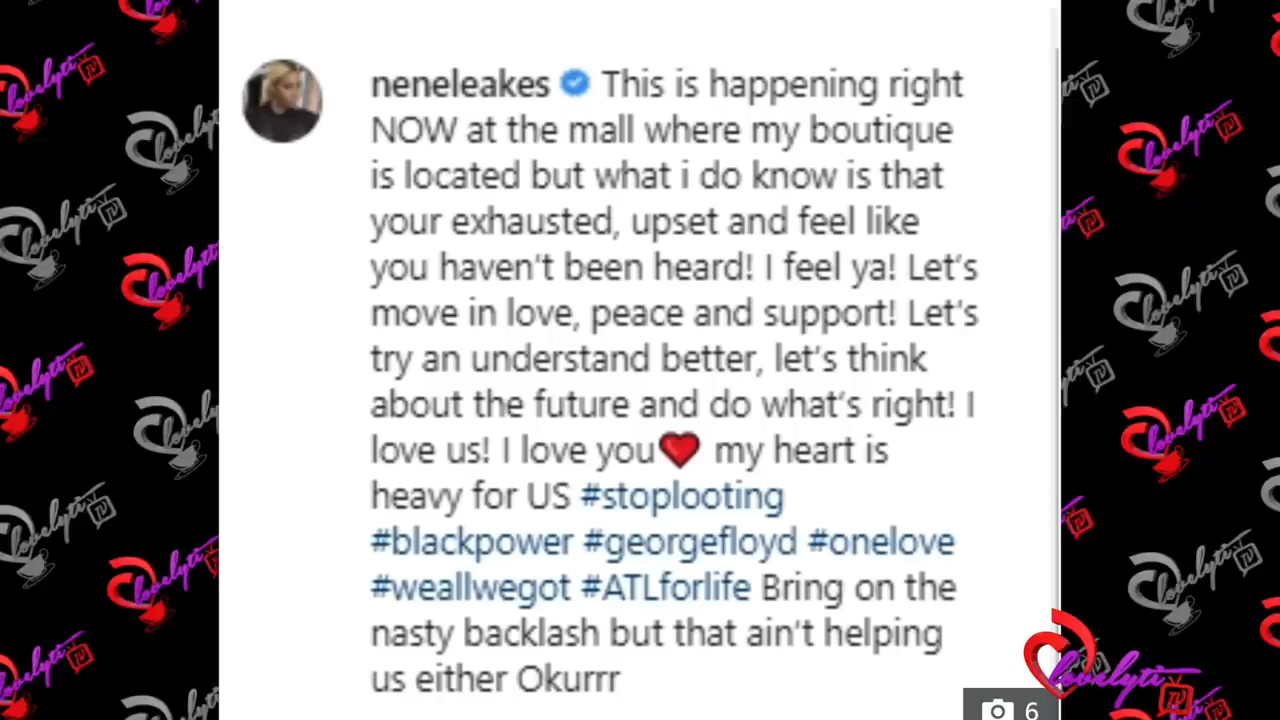 neneleakes This is happening right
NOW at the mall where my boutique
is located but what i do know is that
your exhausted, upset and feel like
you haven't been heard! I feel ya! Let's
move in love, peace and support! Let's
try an understand better, let's think
about the future and do what's right! I
love us! I love you❤️ my heart is
heavy for US #stoplooting
#blackpower #georgefloyd #onelove
#weallwegot #ATLforlife Bring on the
nasty backlash but that ain't helping
us either Okurrr
6
lovelyti TV